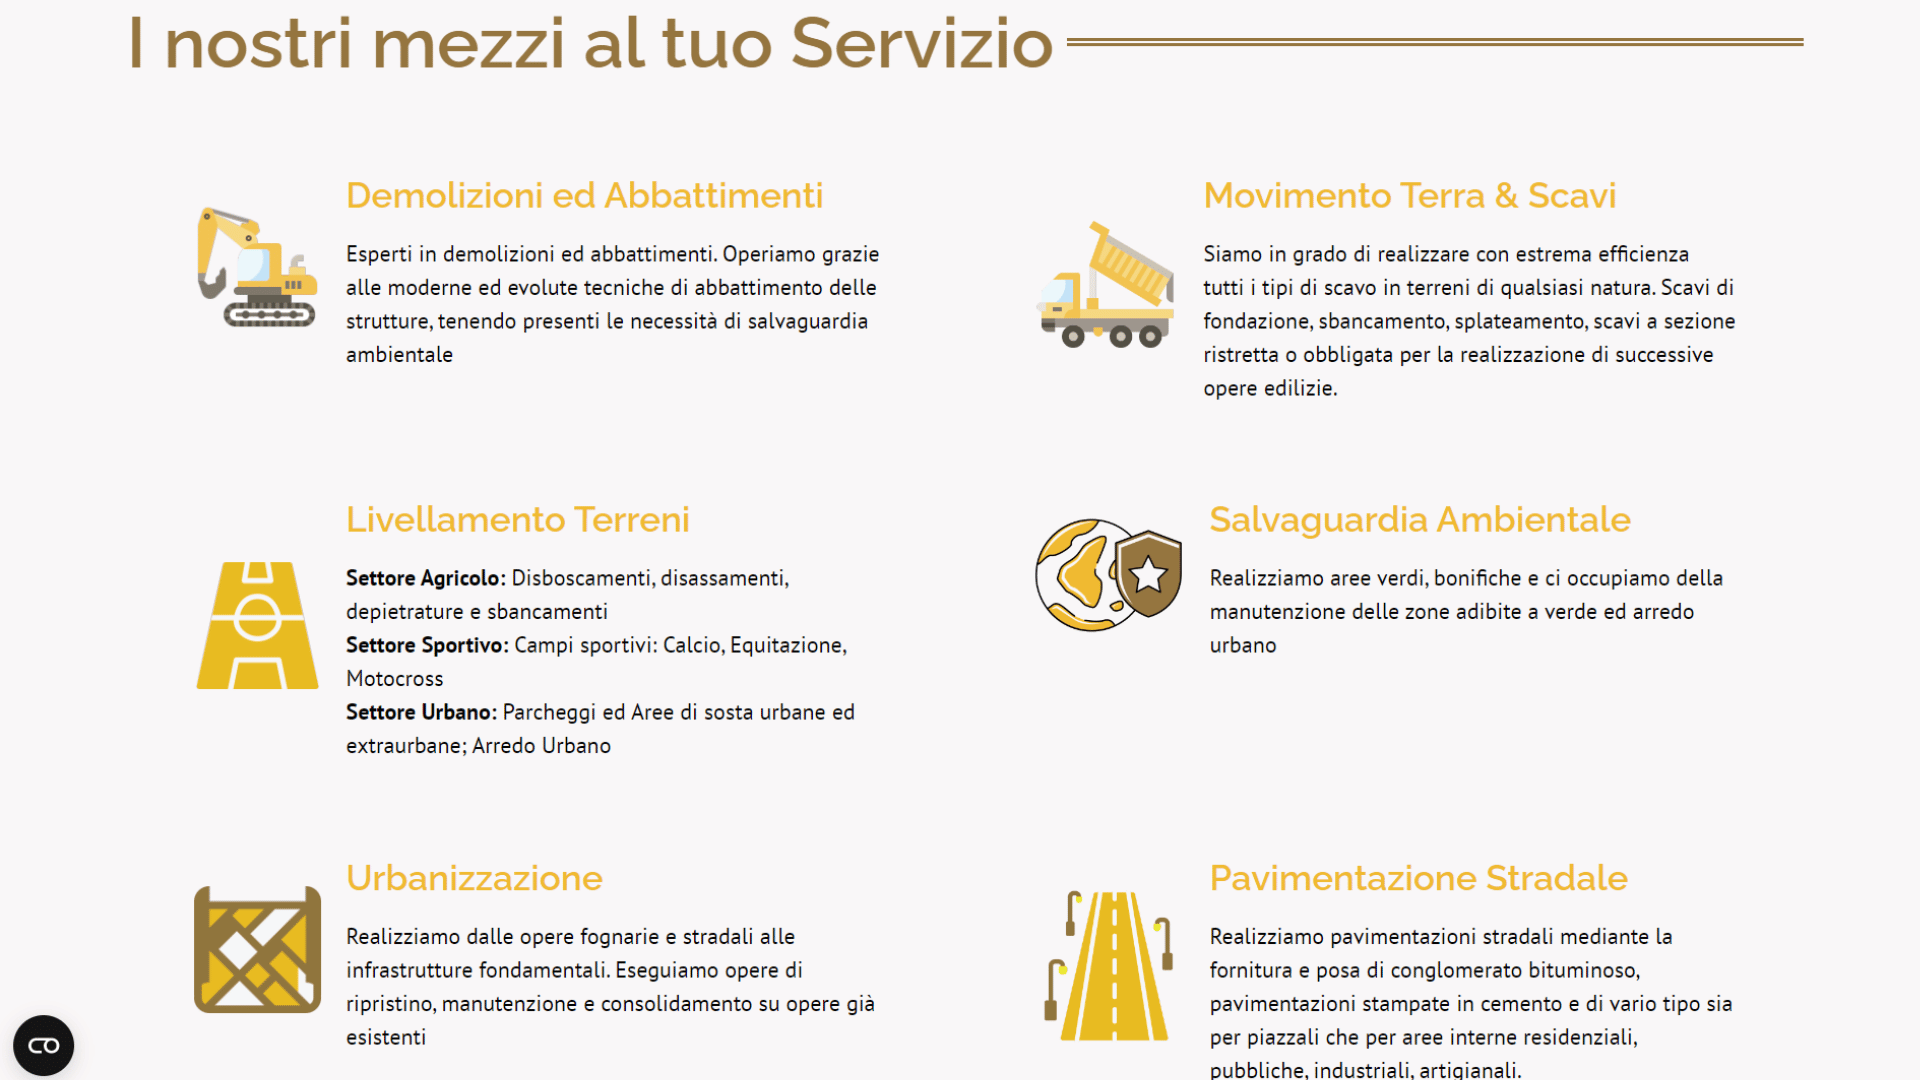 I nostri mezzi al tuo Servizio
Demolizioni ed Abbattimenti
Esperti in demolizioni ed abbattimenti. Operiamo grazie
alle moderne ed evolute tecniche di abbattimento delle
strutture, tenendo presenti le necessità di salvaguardia
ambientale
Movimento Terra & Scavi
Siamo in grado di realizzare con estrema efficienza
tutti i tipi di scavo in terreni di qualsiasi natura. Scavi di
fondazione, sbancamento, splateamento, scavi a sezione
ristretta o obbligata per la realizzazione di successive
opere edilizie.
Livellamento Terreni
Settore Agricolo: Disboscamenti, disassamenti,
depietrature e sbancamenti
Settore Sportivo: Campi sportivi: Calcio, Equitazione,
Motocross
Settore Urbano: Parcheggi ed Aree di sosta urbane ed
extraurbane; Arredo Urbano
Salvaguardia Ambientale
Realizziamo aree verdi, bonifiche e ci occupiamo della
manutenzione delle zone adibite a verde ed arredo
urbano
Urbanizzazione
Realizziamo dalle opere fognarie e stradali alle
infrastrutture fondamentali. Eseguiamo opere di
ripristino, manutenzione e consolidamento su opere già
esistenti
Pavimentazione Stradale
Realizziamo pavimentazioni stradali mediante la
fornitura e posa di conglomerato bituminoso,
pavimentazioni stampate in cemento e di vario tipo sia
per piazzali che per aree interne residenziali,
pubbliche, industriali, artigianali.